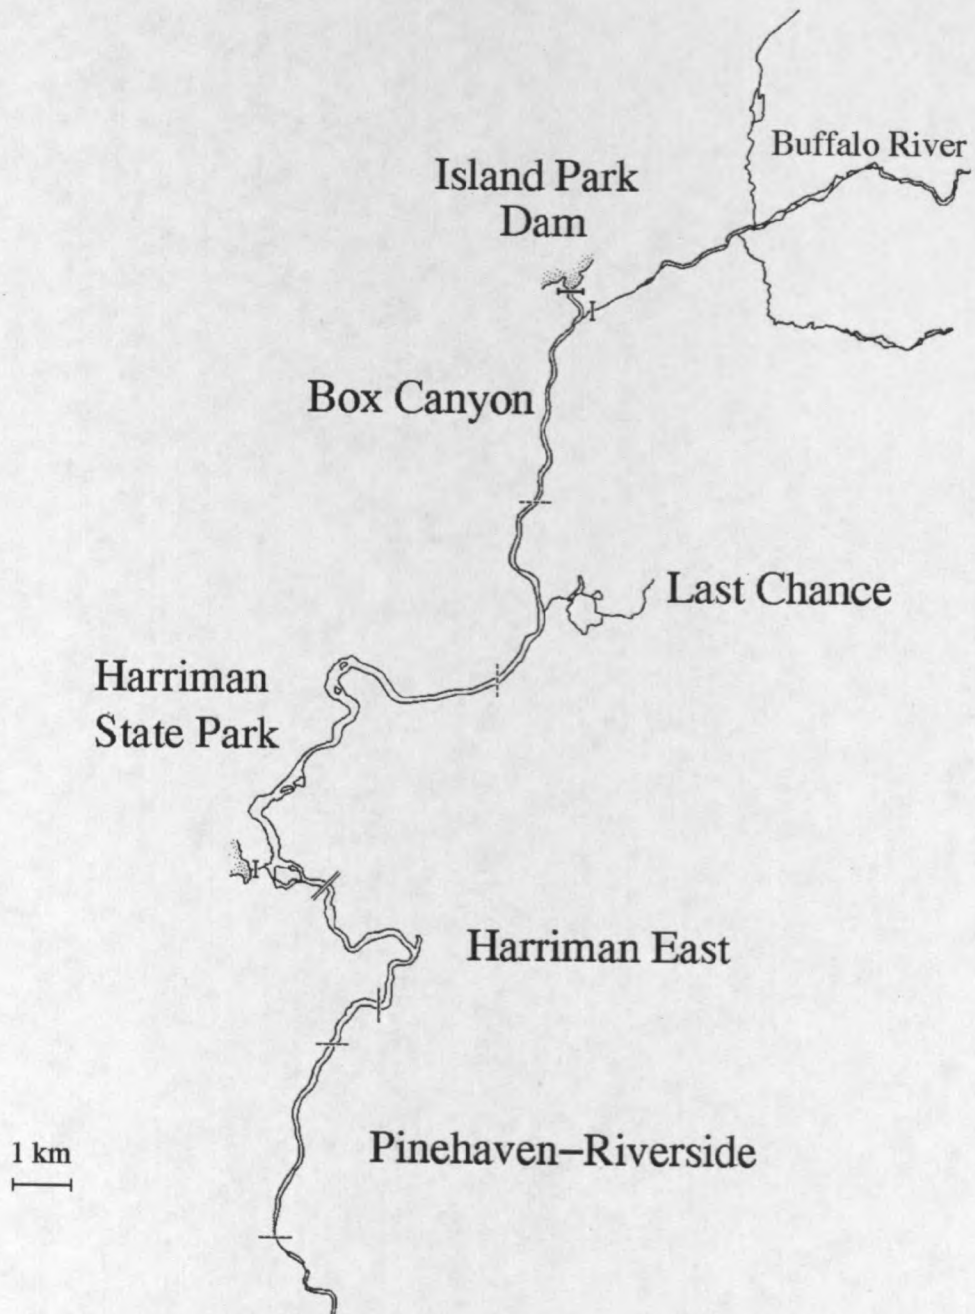 Buffalo River
Island Park
Dam
Box Canyon
Last Chance
Harriman
State Park
Harriman East
Pinehaven–Riverside
1 km